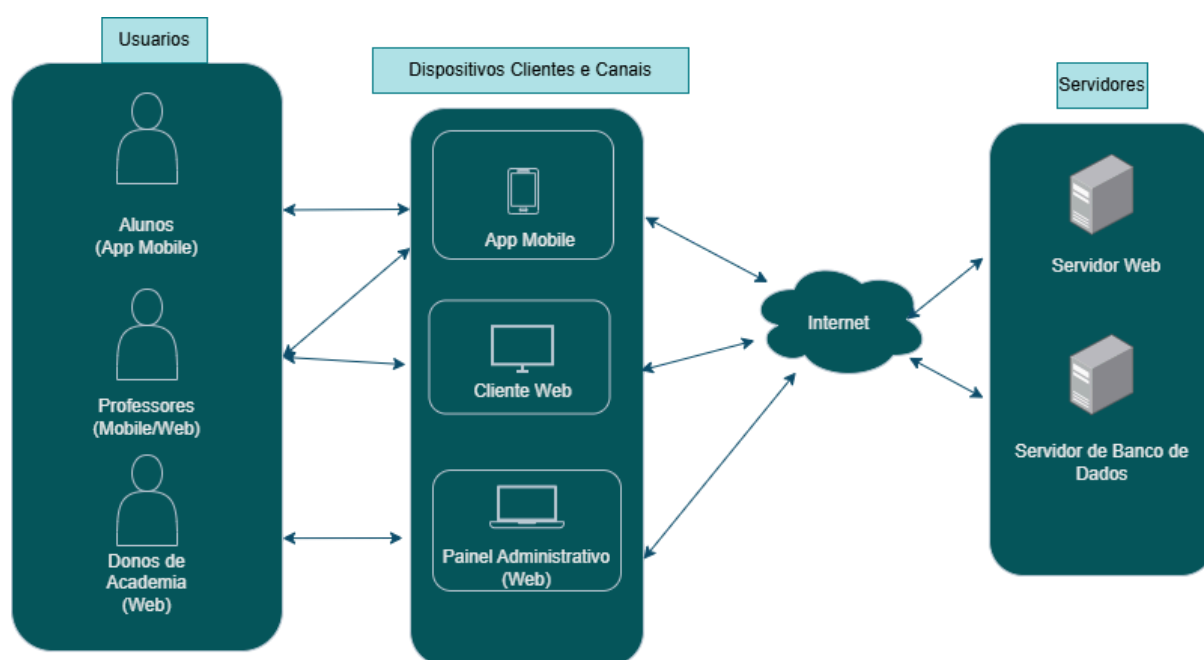 Usuarios
Alunos
(App Mobile)
Professores
(Mobile/Web)
Donos de
Academia
(Web)
Dispositivos Clientes e Canais
App Mobile
Cliente Web
Painel Administrativo
(Web)
Internet
Servidores
Servidor Web
Servidor de Banco de
Dados